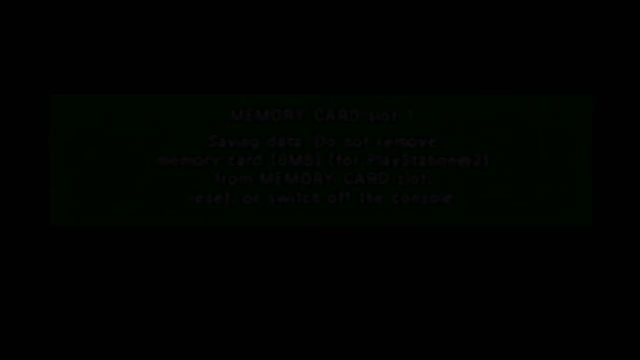 MEMORY CARD slot 1
Saving data. Do not remove
memory card (8MB) (for PlayStation®2)
from MEMORY CARD slot,
reset, or switch off the console